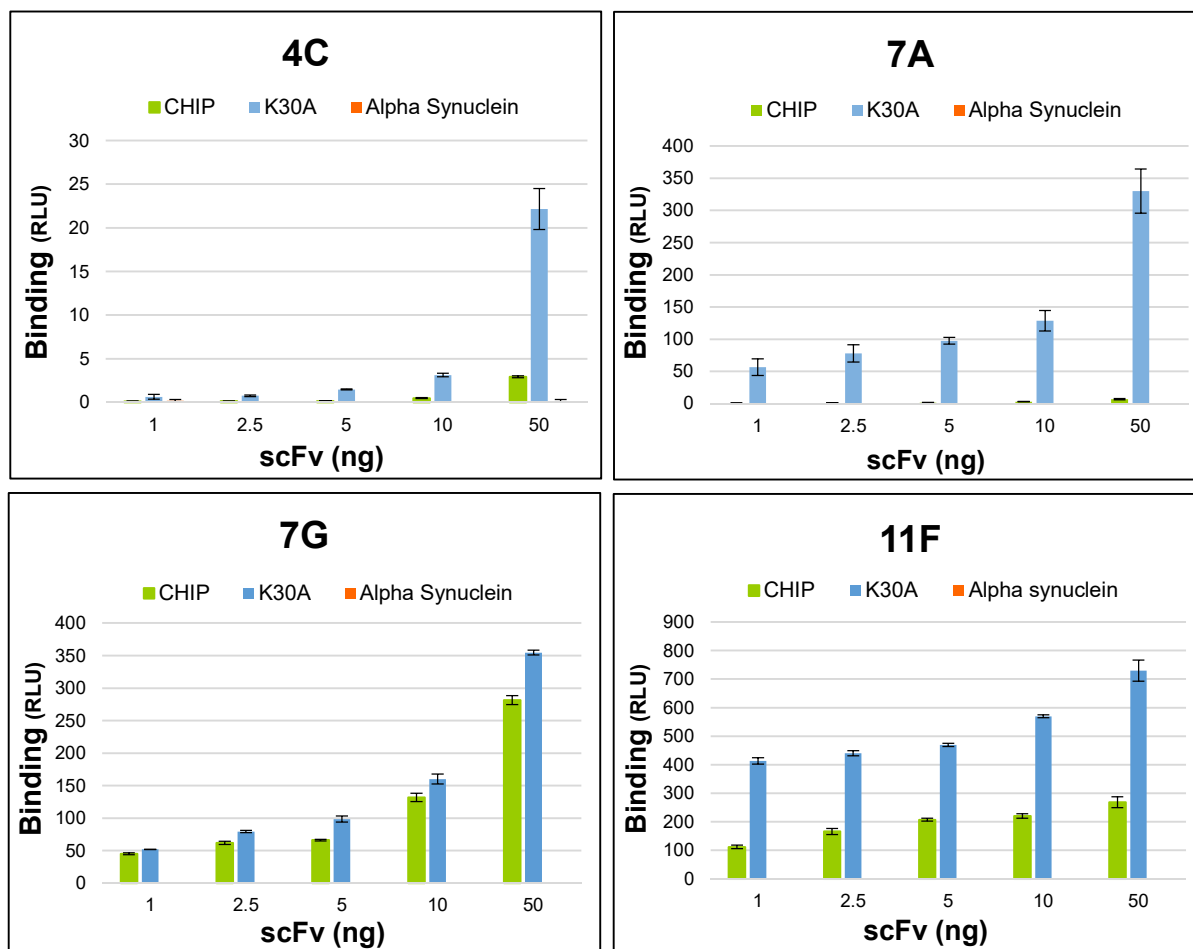 4C
CHIP K30A Alpha Synuclein
30
25
20
15
10
5
0
Binding (RLU)
1 2.5 5 10 50
scFv (ng)
7A
CHIP K30A Alpha Synuclein
400
350
300
250
200
150
100
50
0
Binding (RLU)
1 2.5 5 10 50
scFv (ng)
7G
CHIP K30A Alpha Synuclein
400
350
300
250
200
150
100
50
0
Binding (RLU)
1 2.5 5 10 50
scFv (ng)
11F
CHIP K30A Alpha synuclein
900
800
700
600
500
400
300
200
100
0
Binding (RLU)
1 2.5 5 10 50
scFv (ng)